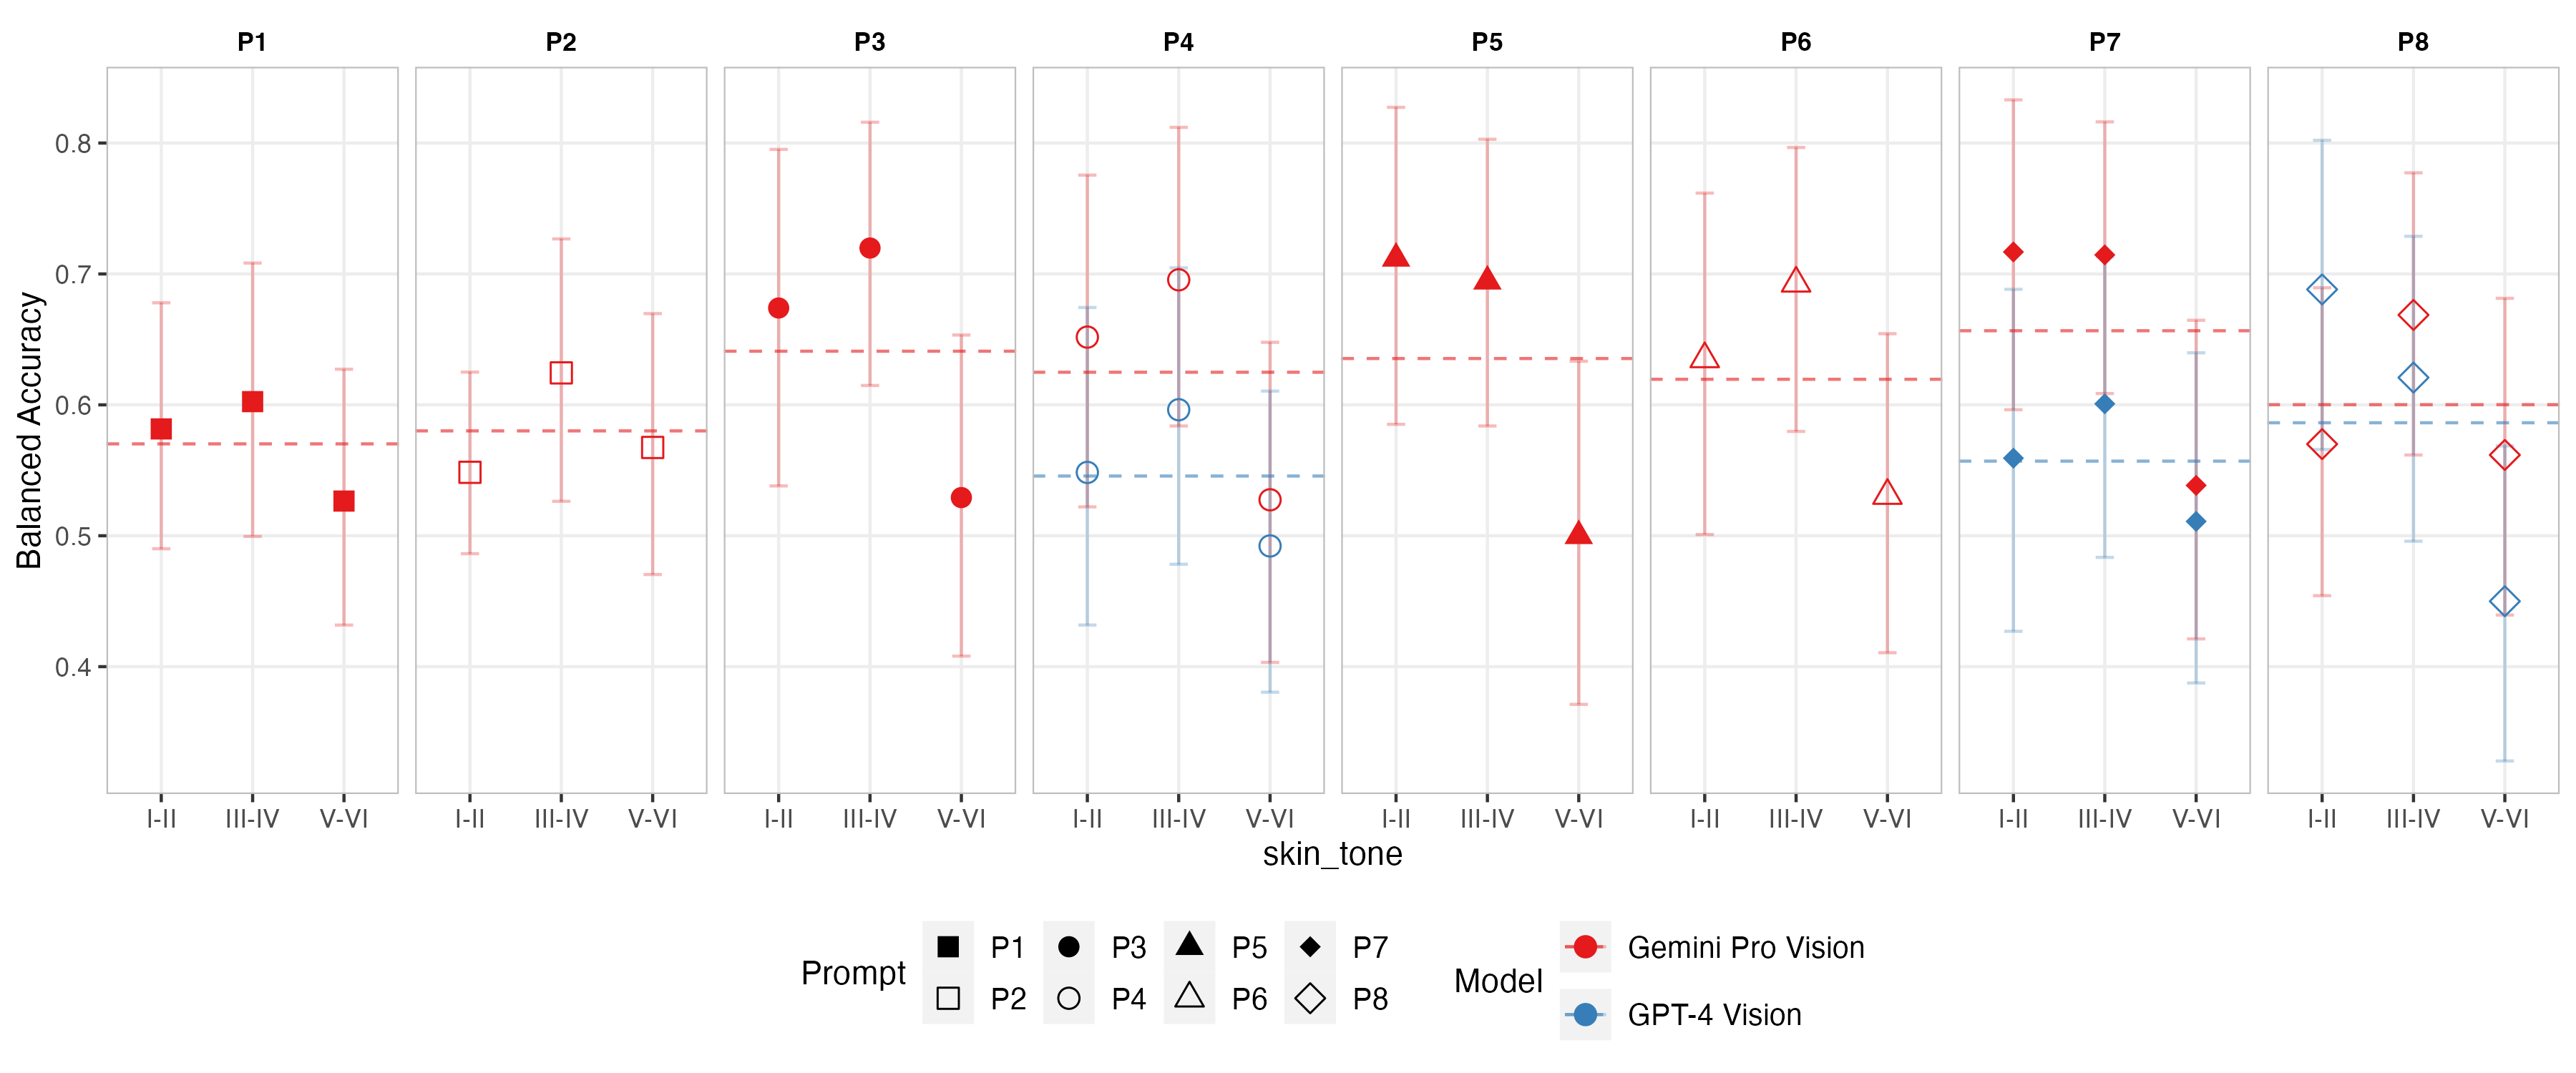 P1 P2 P3 P4 P5 P6 P7 P8
Balanced Accuracy
0.8
0.7
0.6
0.5
0.4
I-II III-IV V-VI I-II III-IV V-VI I-II III-IV V-VI I-II III-IV V-VI I-II III-IV V-VI I-II III-IV V-VI I-II III-IV V-VI I-II III-IV V-VI
skin_tone
Prompt
P1 P3 P5 P7
P2 P4 P6 P8
Model
Gemini Pro Vision
GPT-4 Vision